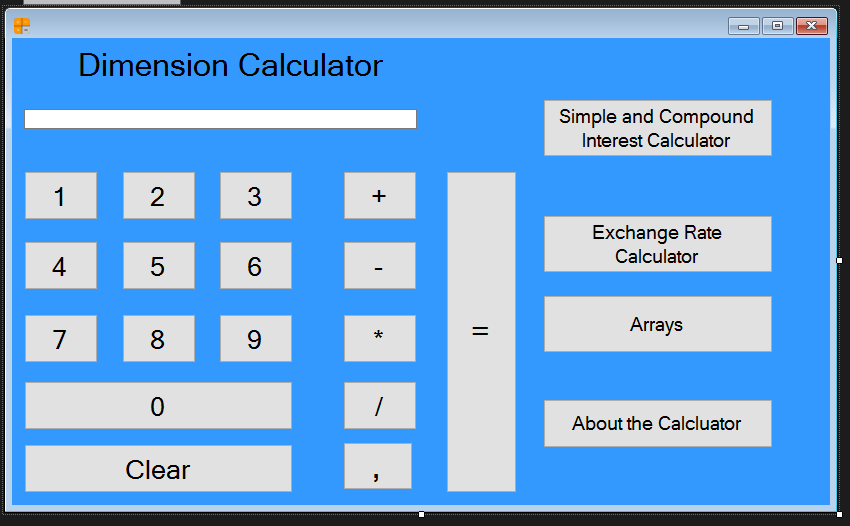 Dimension Calculator
Simple and Compound
Interest Calculator
1 2 3 +
4 5 6 -
7 8 9 *
0 /
Clear ,
=
Exchange Rate
Calculator
Arrays
About the Calcluator